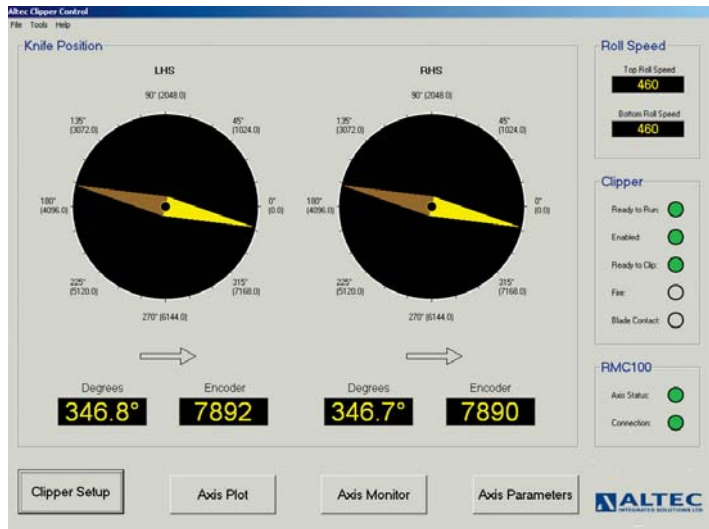 Altec Clipper Control
File Tools Help
Knife Position
LHS
90° (2048.0)
135°
(3072.0)
45°
(1024.0)
180°
(4096.0)
0°
(0.0)
225°
(5120.0)
315°
(7168.0)
270° (6144.0)
Degrees
346.8°
Encoder
7892
RHS
90° (2048.0)
135°
(3072.0)
45°
(1024.0)
180°
(4096.0)
0°
(0.0)
225°
(5120.0)
315°
(7168.0)
270° (6144.0)
Degrees
346.7°
Encoder
7890
Roll Speed
Top Roll Speed
460
Bottom Roll Speed
460
Clipper
Ready to Run:
Enabled:
Ready to Clip:
Fire:
Blade Contact:
RMC100
Axis Status:
Connection:
Clipper Setup
Axis Plot
Axis Monitor
Axis Parameters
ALTEC
INTEGRATED SOLUTIONS LTD